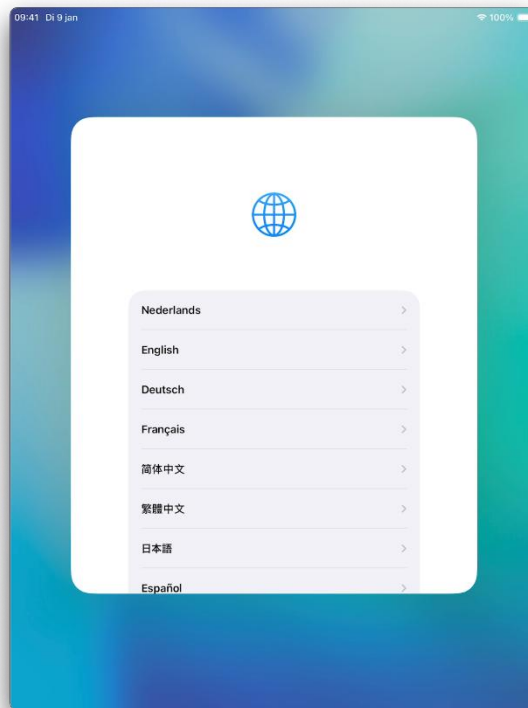 09:41 Di 9 jan 100%
Nederlands
English
Deutsch
Français
简体中文
繁體中文
日本語
Español